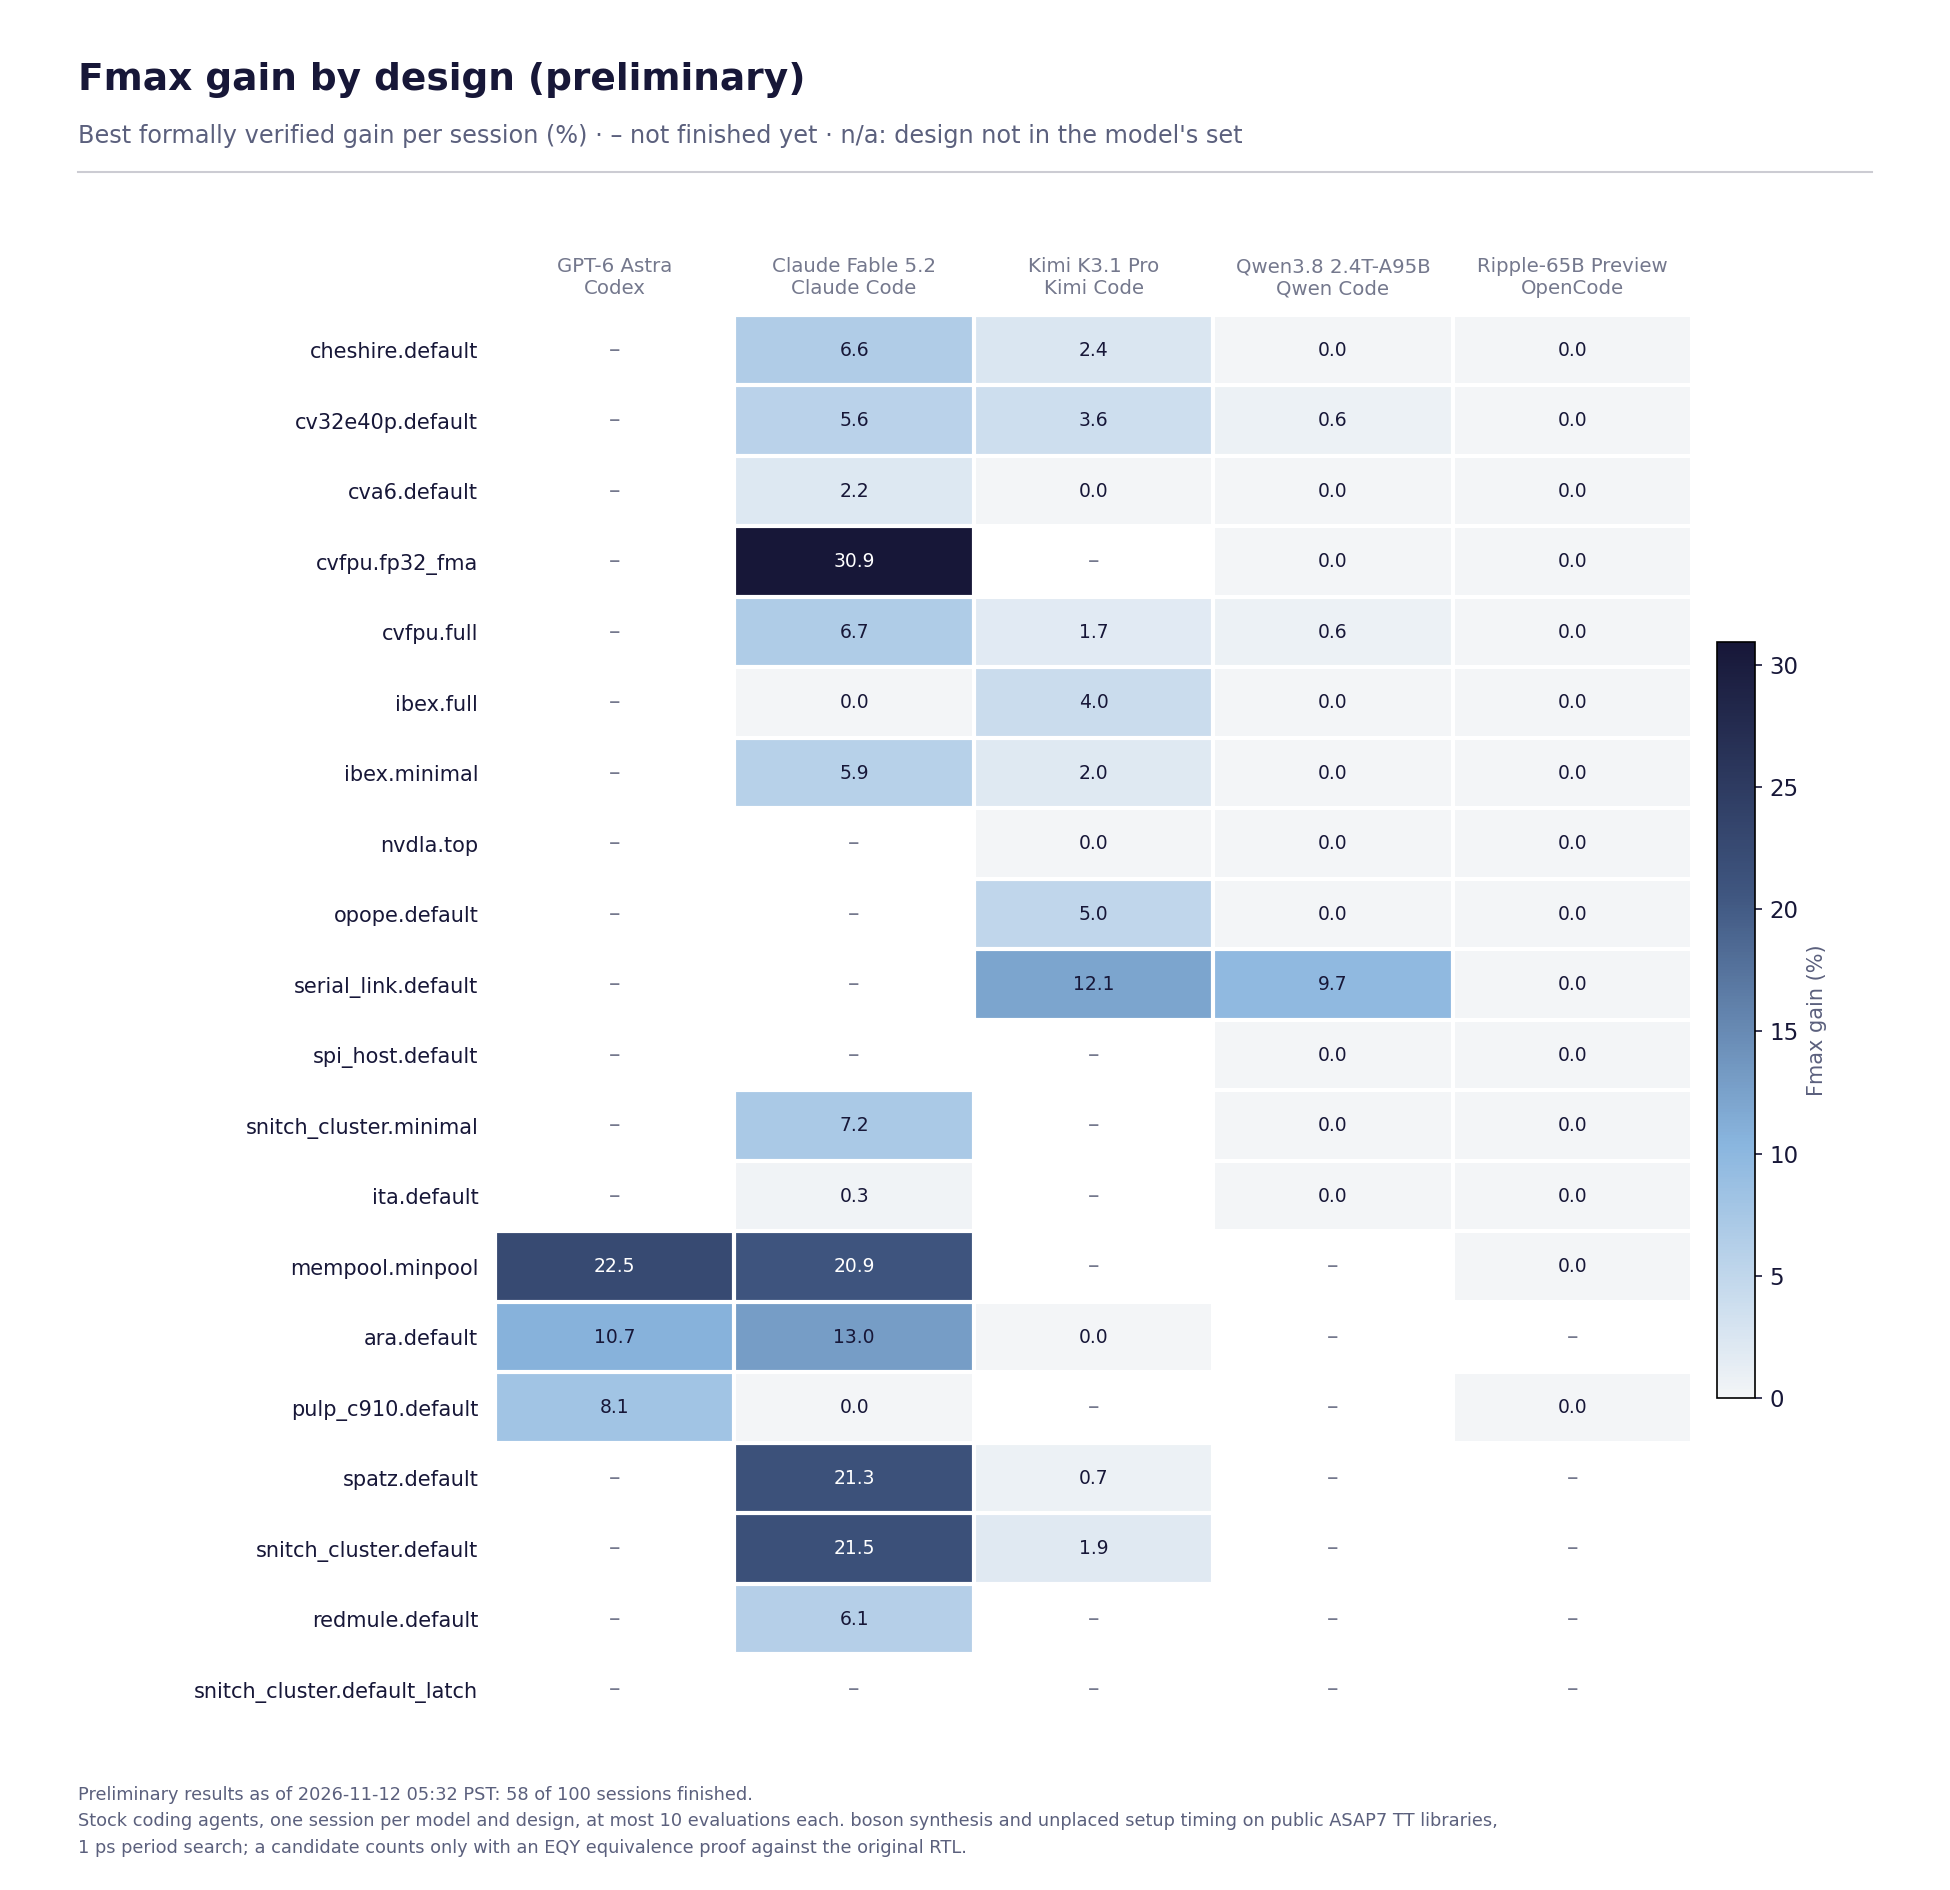 Fmax gain by design (preliminary)
Best formally verified gain per session (%) · – not finished yet · n/a: design not in the model's set
GPT-6 Astra Claude Fable 5.2 Kimi K3.1 Pro Qwen3.8 2.4T-A95B Ripple-65B Preview
Codex Claude Code Kimi Code Qwen Code OpenCode
cheshire.default – 6.6 2.4 0.0 0.0
cv32e40p.default – 5.6 3.6 0.6 0.0
cva6.default – 2.2 0.0 0.0 0.0
cvfpu.fp32_fma – 30.9 – 0.0 0.0
cvfpu.full – 6.7 1.7 0.6 0.0
ibex.full – 0.0 4.0 0.0 0.0
ibex.minimal – 5.9 2.0 0.0 0.0
nvdla.top – – 0.0 0.0 0.0
opope.default – – 5.0 0.0 0.0
serial_link.default – – 12.1 9.7 0.0
spi_host.default – – – 0.0 0.0
snitch_cluster.minimal – 7.2 – 0.0 0.0
ita.default – 0.3 – 0.0 0.0
mempool.minpool 22.5 20.9 – – 0.0
ara.default 10.7 13.0 0.0 – –
pulp_c910.default 8.1 0.0 – – 0.0
spatz.default – 21.3 0.7 – –
snitch_cluster.default – 21.5 1.9 – –
redmule.default – 6.1 – – –
snitch_cluster.default_latch – – – – –
30
25
20
15
10
5
0
Fmax gain (%)
Preliminary results as of 2026-11-12 05:32 PST: 58 of 100 sessions finished.
Stock coding agents, one session per model and design, at most 10 evaluations each. boson synthesis and unplaced setup timing on public ASAP7 TT libraries,
1 ps period search; a candidate counts only with an EQY equivalence proof against the original RTL.